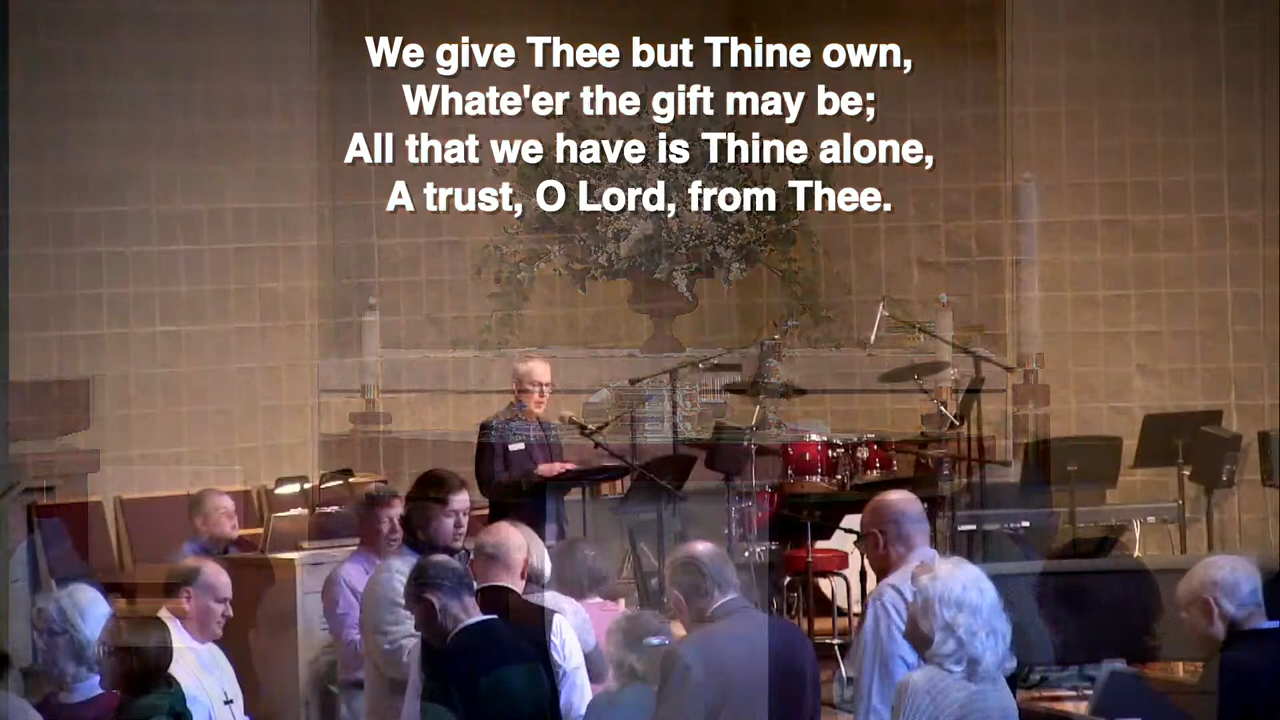 We give Thee but Thine own,
Whate'er the gift may be;
All that we have is Thine alone,
A trust, O Lord, from Thee.